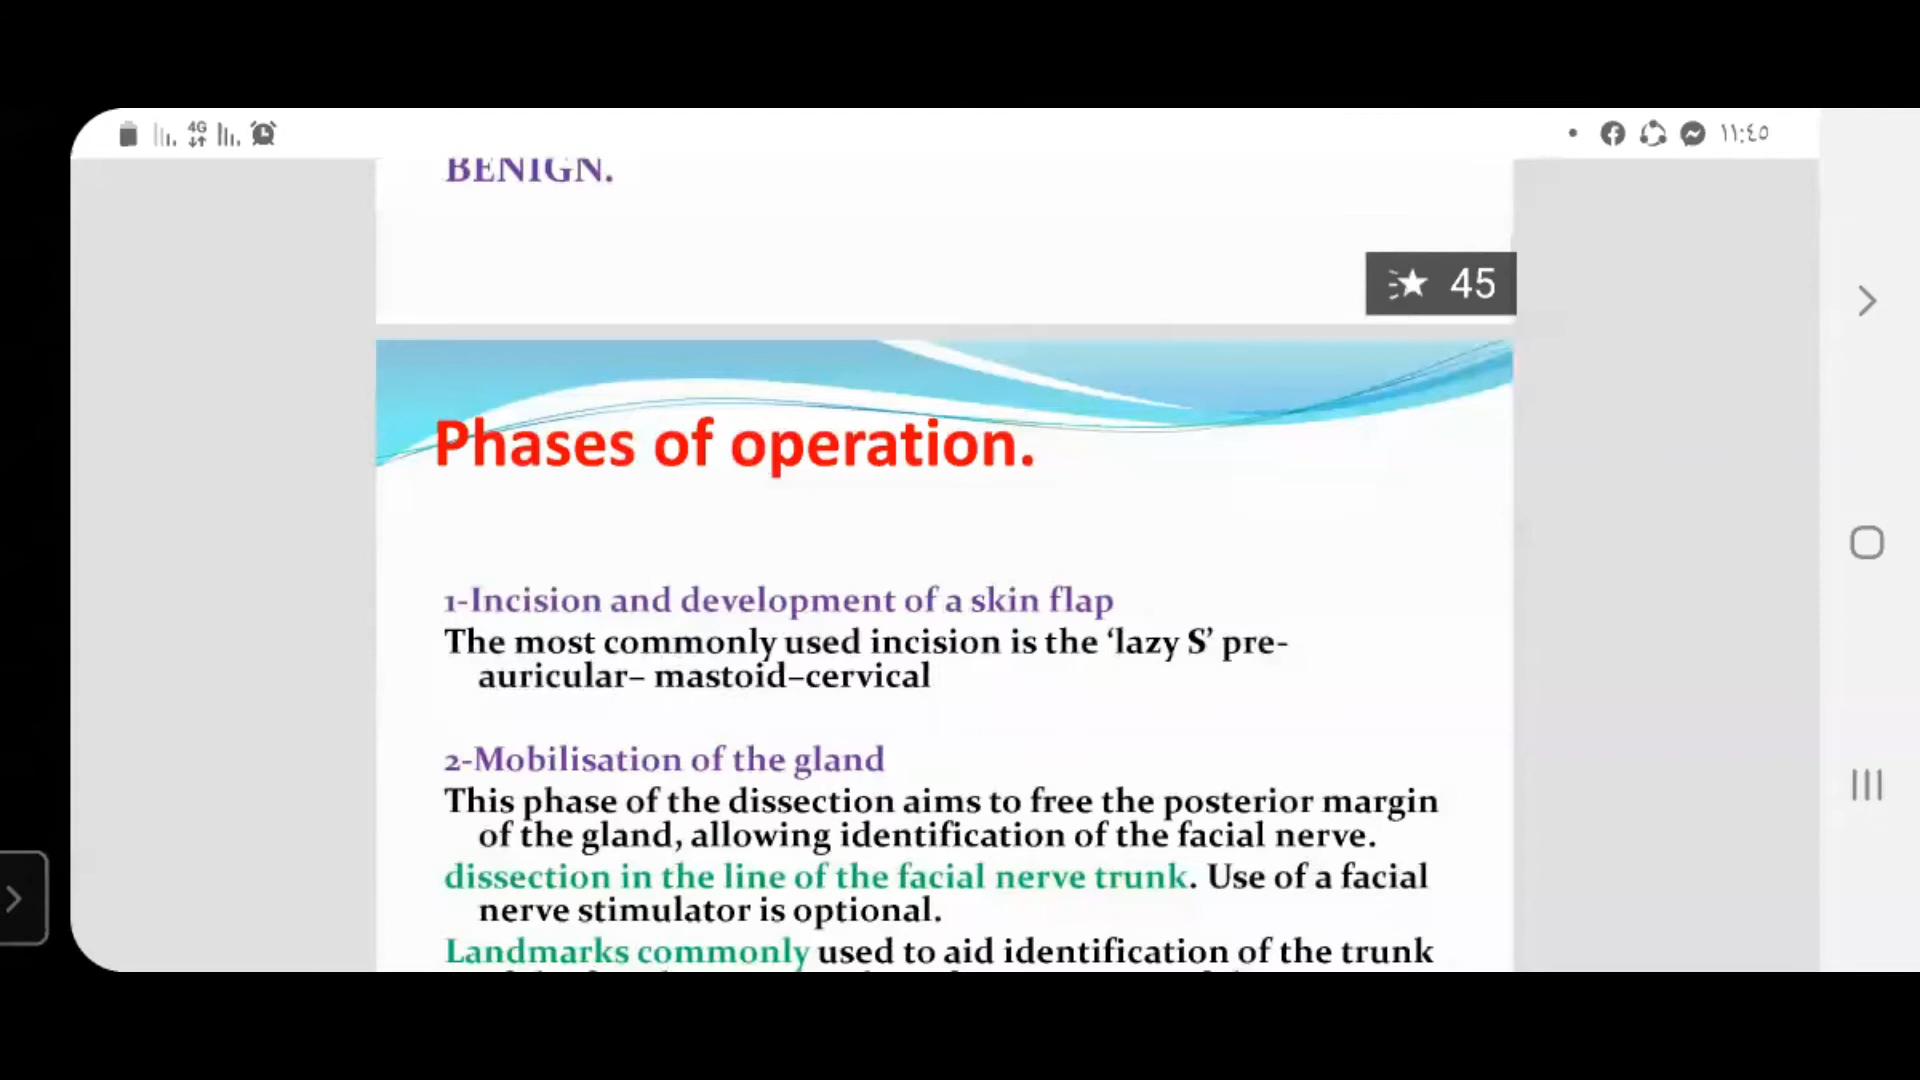 4G
١١:٤٥
BENIGN.
45
Phases of operation.
1-Incision and development of a skin flap
The most commonly used incision is the ‘lazy S’ pre-
auricular– mastoid–cervical
2-Mobilisation of the gland
This phase of the dissection aims to free the posterior margin
of the gland, allowing identification of the facial nerve.
dissection in the line of the facial nerve trunk. Use of a facial
nerve stimulator is optional.
Landmarks commonly used to aid identification of the trunk